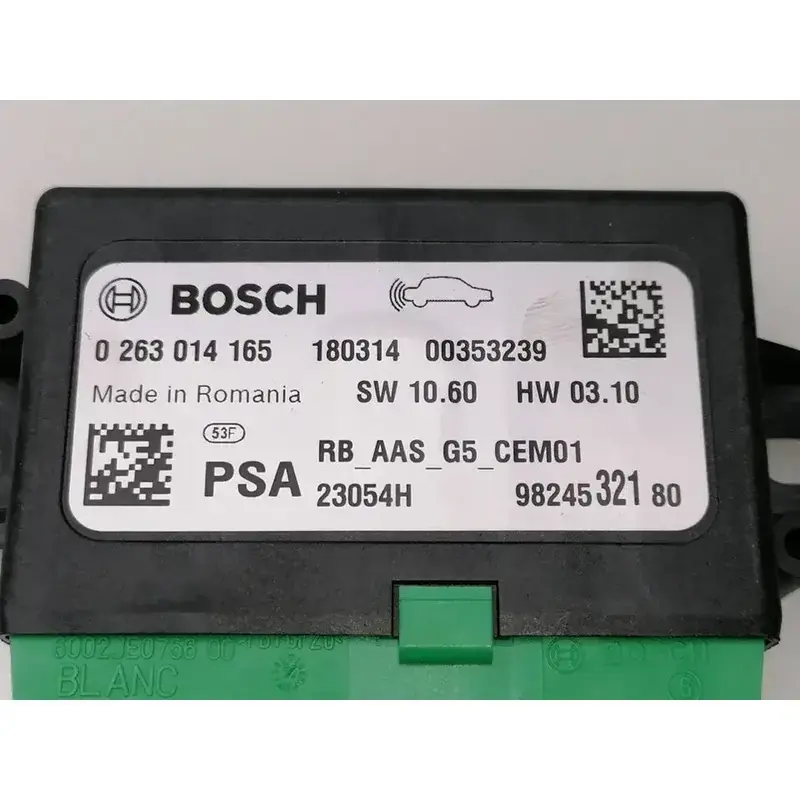 BOSCH
0 263 014 165 180314 00353239
Made in Romania SW 10.60 HW 03.10
53F
PSA RB_AAS_G5_CEM01
23054H 98245 321 80
BLANC